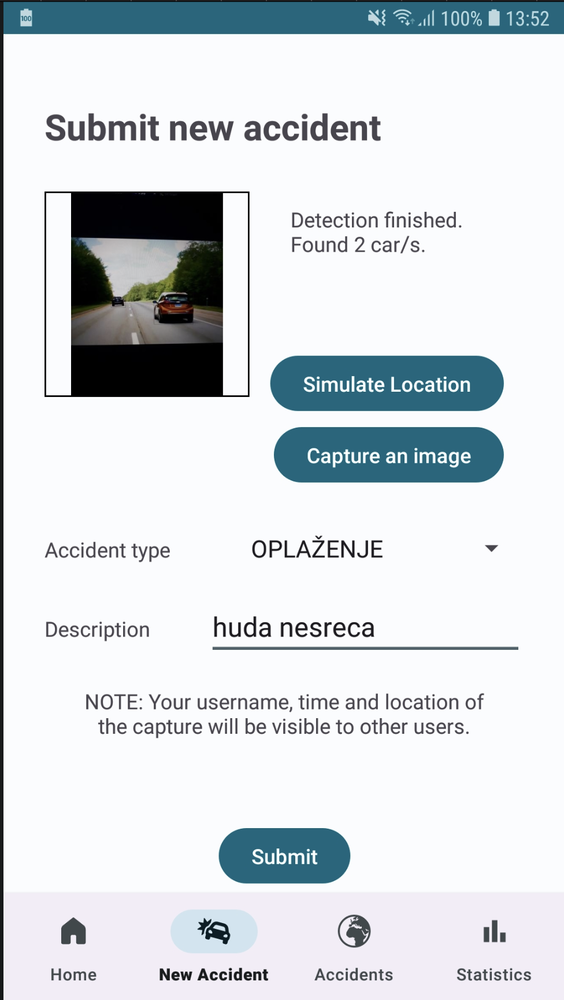 100
100%
13:52
Submit new accident
Detection finished.
Found 2 car/s.
Simulate Location
Capture an image
Accident type
OPLAŽENJE
Description
huda nesreca
NOTE: Your username, time and location of
the capture will be visible to other users.
Submit
Home
New Accident
Accidents
Statistics